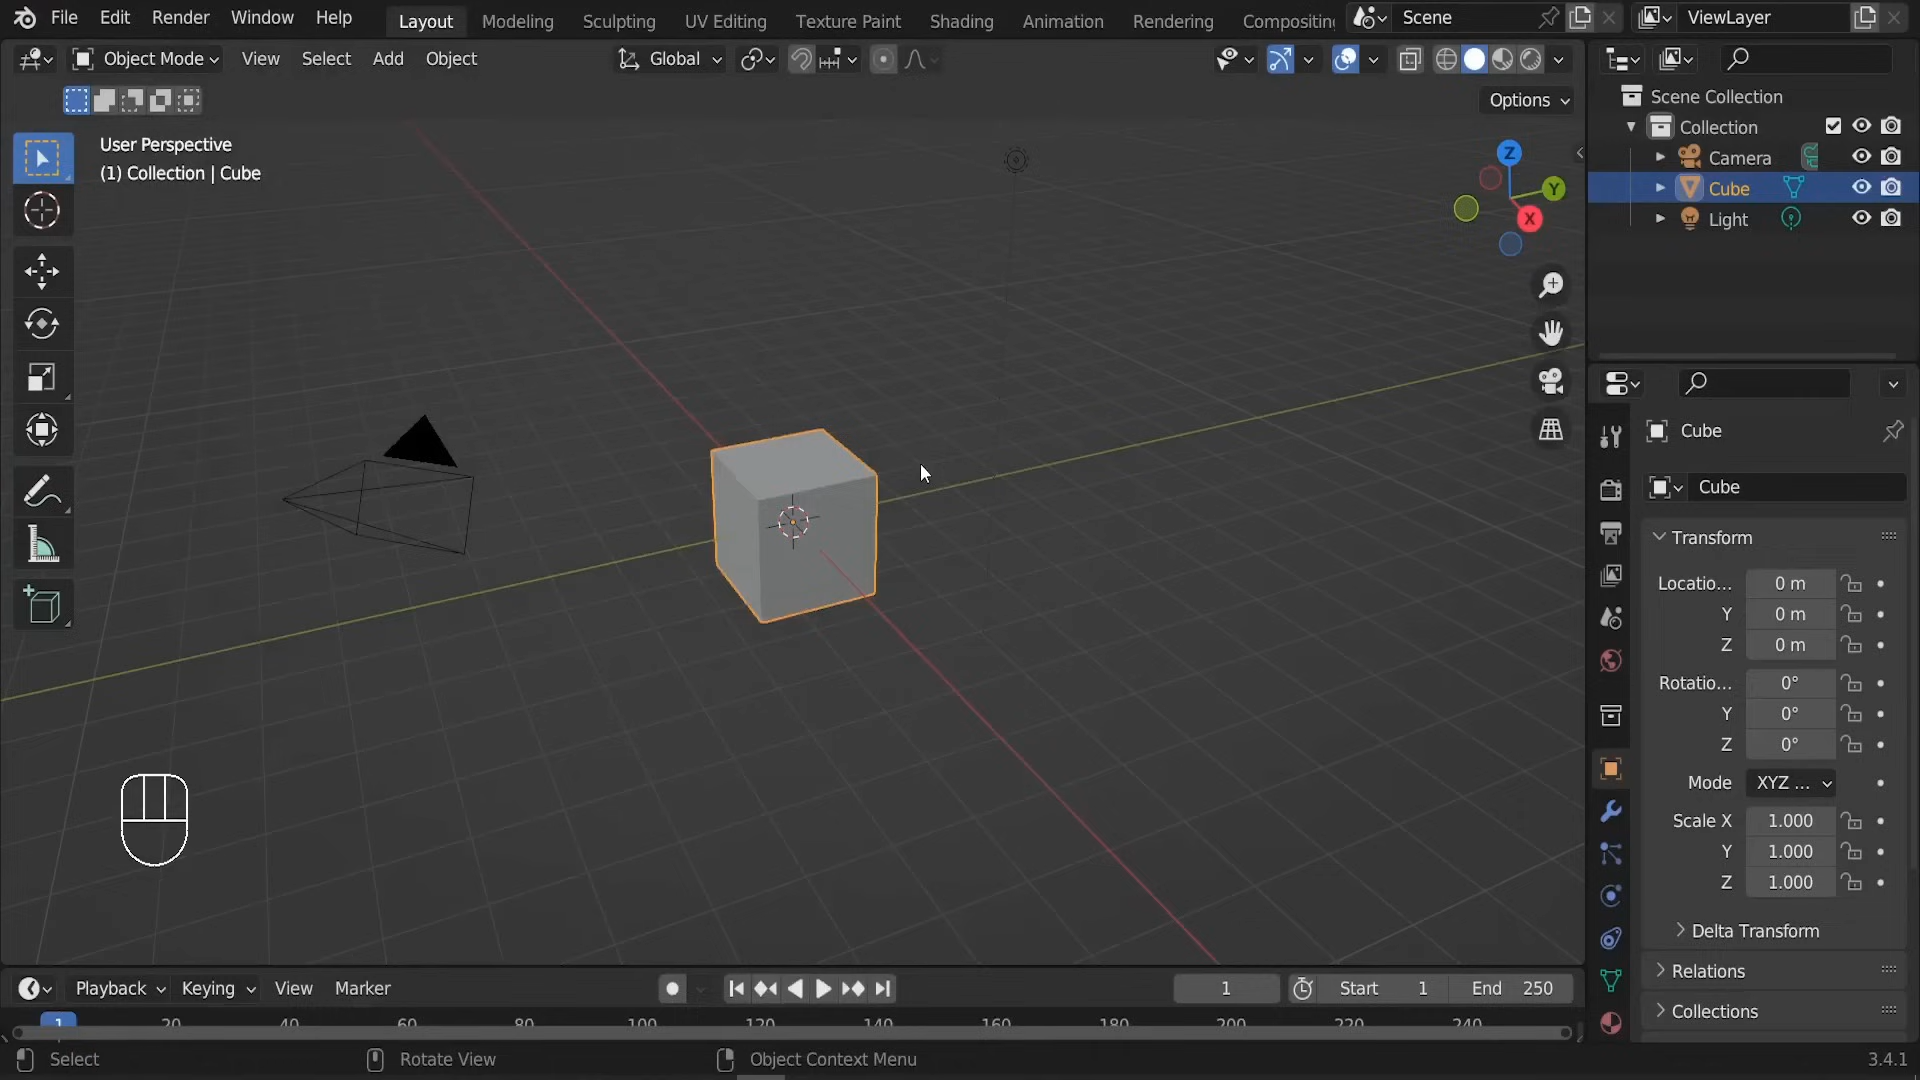 File Edit Render Window Help Layout Modeling Sculpting UV Editing Texture Paint Shading Animation Rendering Compositing Scene ViewLayer
Object Mode View Select Add Object Global
Options
User Perspective
(1) Collection | Cube
Z
Y
X
Scene Collection
Collection
Camera
Cube
Light
Cube
Cube
Transform
Locatio... 0 m
Y 0 m
Z 0 m
Rotatio... 0°
Y 0°
Z 0°
Mode XYZ ...
Scale X 1.000
Y 1.000
Z 1.000
Delta Transform
Relations
Collections
Playback Keying View Marker 1 Start 1 End 250
1 20 40 60 80 100 120 140 160 180 200 220 240
Select Rotate View Object Context Menu 3.4.1